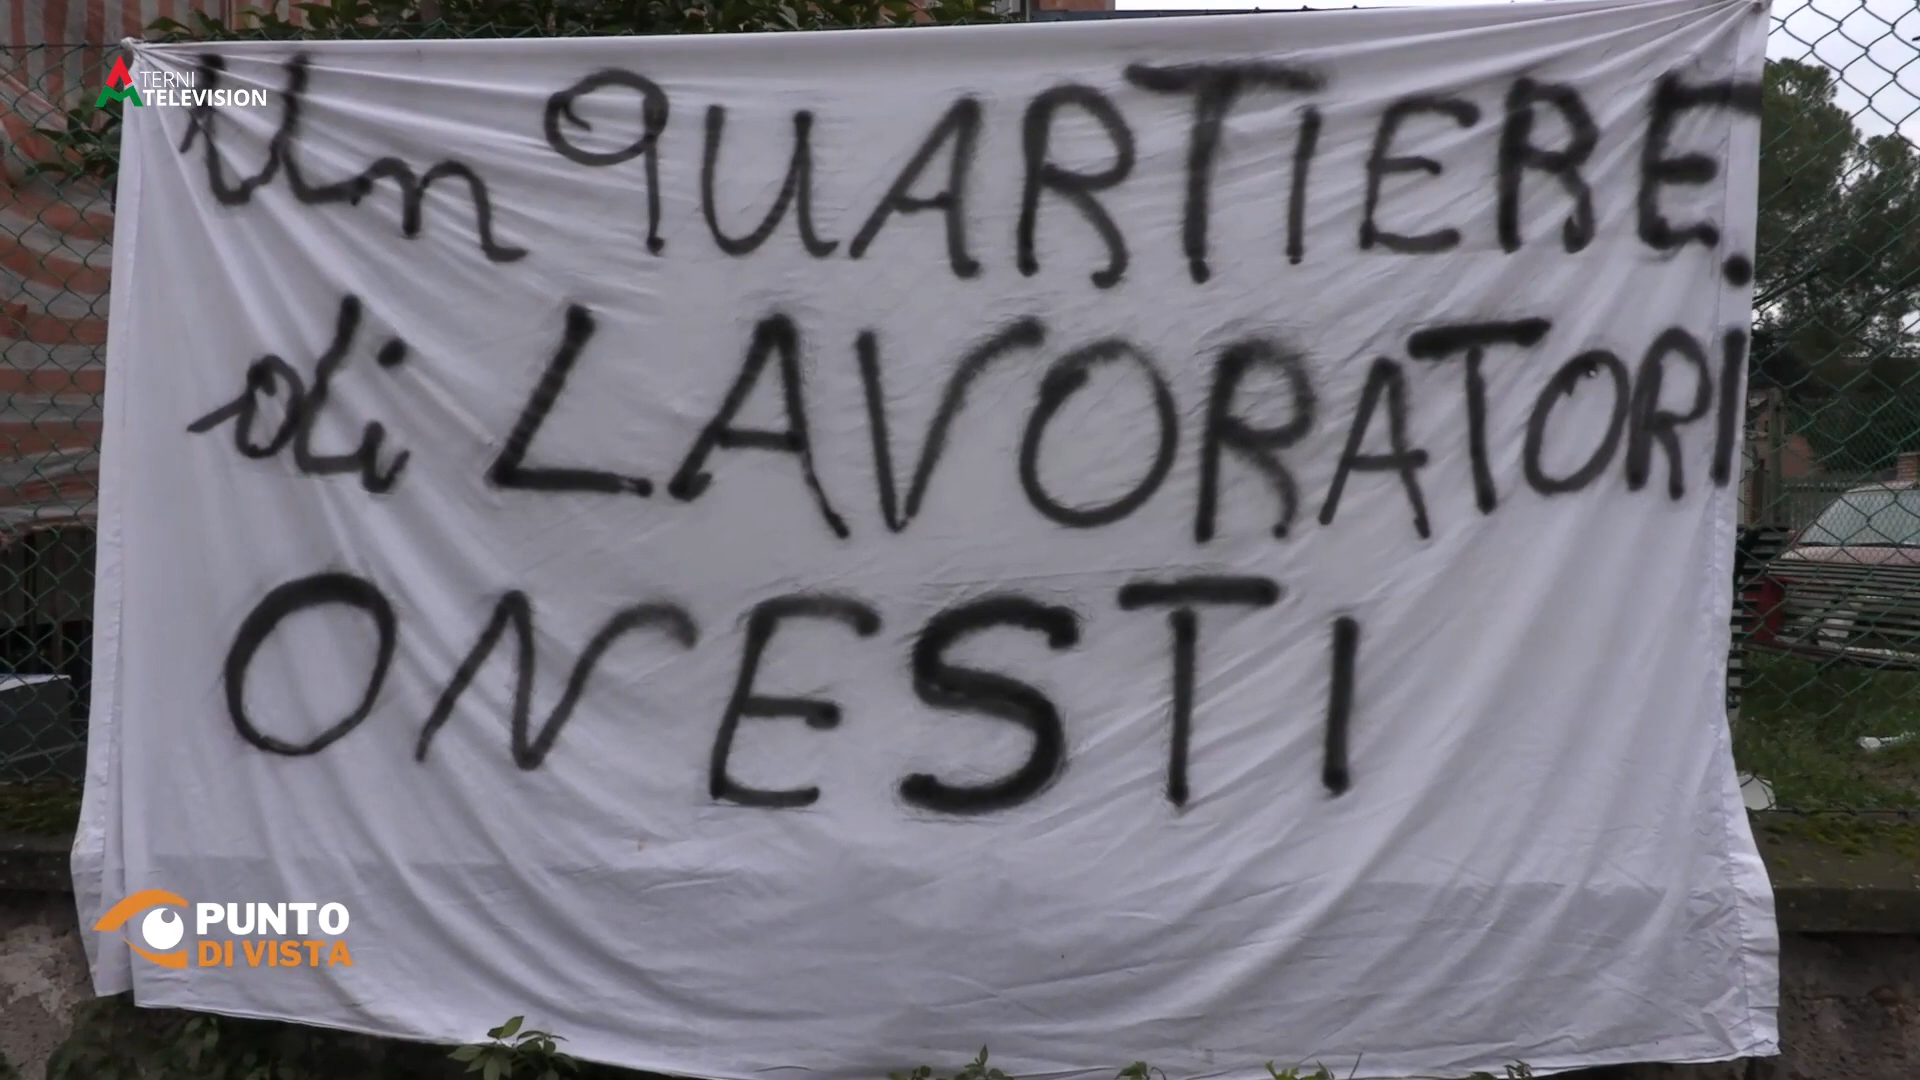 TERNI
TELEVISION
Un QUARTIERE.
di LAVORATORI
ONESTI
PUNTO
DI VISTA